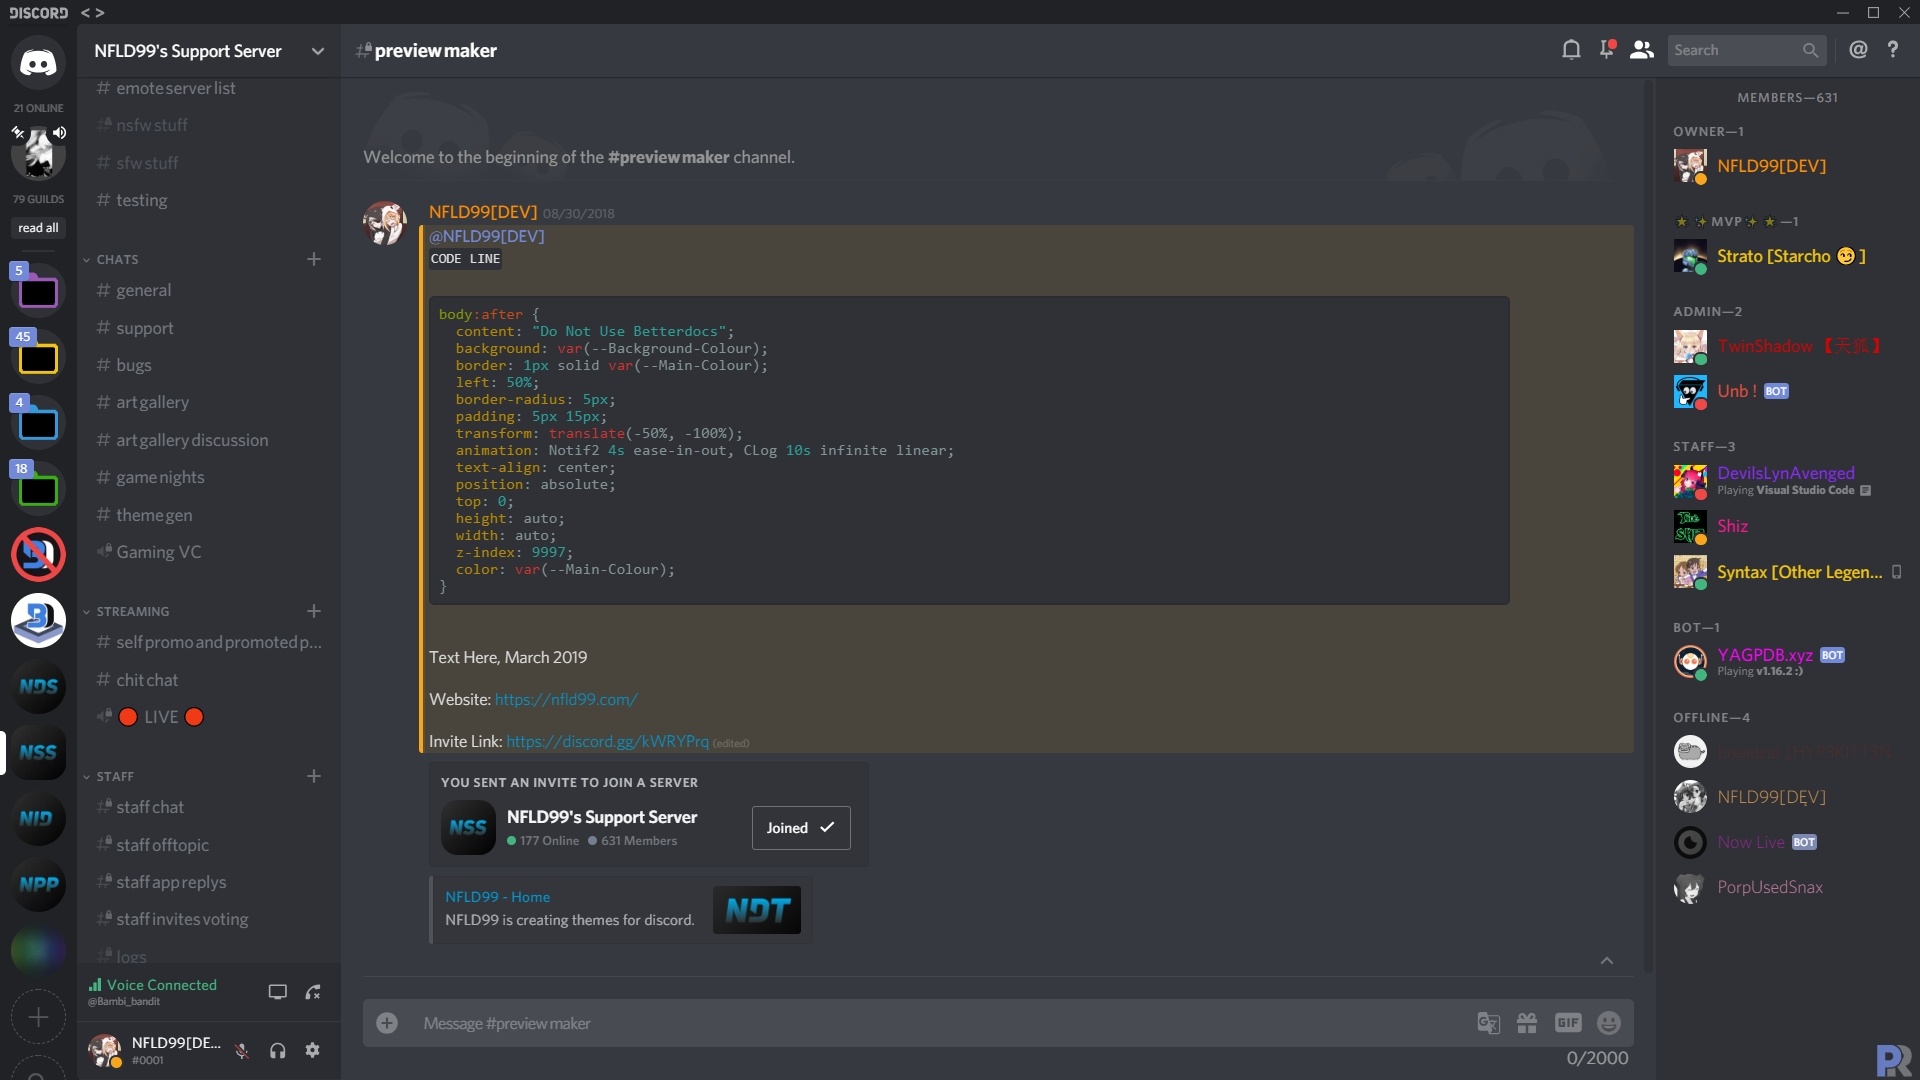 DISCORD < >
21 ONLINE
79 GUILDS
read all
5
45
4
18
NDS
NSS
NID
NPP
NFLD99's Support Server
# emote server list
# nsfw stuff
# sfw stuff
# testing
CHATS
# general
# support
# bugs
# art gallery
# art gallery discussion
# game nights
# theme gen
Gaming VC
STREAMING
# self promo and promoted p...
# chit chat
🔴 LIVE 🔴
STAFF
# staff chat
# staff offtopic
# staff app replys
# staff invites voting
# logs
Voice Connected
@Bambi_bandit
NFLD99[DE...
#0001
# preview maker
Search
@ ?
Welcome to the beginning of the #preview maker channel.
NFLD99[DEV] 08/30/2018
@NFLD99[DEV]
CODE LINE
body:after {
content: "Do Not Use Betterdocs";
background: var(--Background-Colour);
border: 1px solid var(--Main-Colour);
left: 50%;
border-radius: 5px;
padding: 5px 15px;
transform: translate(-50%, -100%);
animation: Notif2 4s ease-in-out, CLog 10s infinite linear;
text-align: center;
position: absolute;
top: 0;
height: auto;
width: auto;
z-index: 9997;
color: var(--Main-Colour);
}
Text Here, March 2019
Website: https://nfld99.com/
Invite Link: https://discord.gg/kWRYPrq (edited)
YOU SENT AN INVITE TO JOIN A SERVER
NSS
NFLD99's Support Server
177 Online 631 Members
Joined
NFLD99 - Home
NFLD99 is creating themes for discord.
NDT
Message #preview maker
GIF
0/2000
MEMBERS—631
OWNER—1
NFLD99[DEV]
MVP —1
Strato [Starcho 😏 ]
ADMIN—2
TwinShadow 【天狐】
Unb ! BOT
STAFF—3
DevilsLynAvenged
Playing Visual Studio Code
Shiz
Syntax [Other Legen...
BOT—1
YAGPDB.xyz BOT
Playing v1.16.2 :)
OFFLINE—4
NFLD99[DEV]
Now Live BOT
PorpUsedSnax
PR